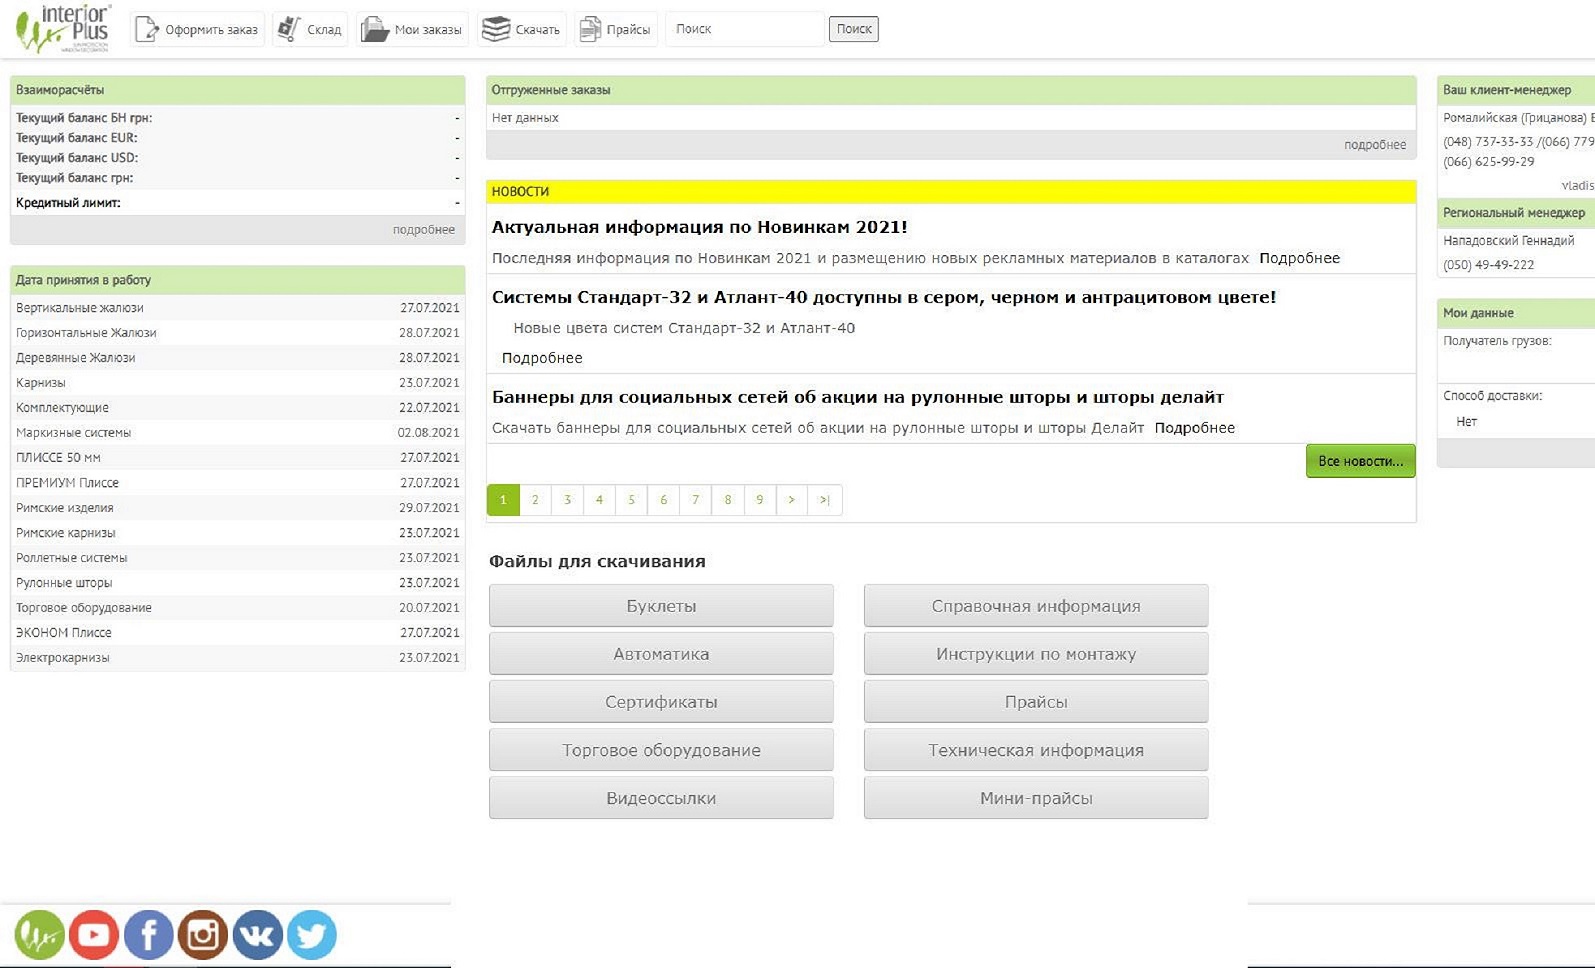 interior®
Plus
SUN PROTECTION
WINDOW DECORATION
Оформить заказ
Склад
Мои заказы
Скачать
Прайсы
Поиск
Поиск
Взаиморасчёты
Текущий баланс БН грн: -
Текущий баланс EUR: -
Текущий баланс USD: -
Текущий баланс грн: -
Кредитный лимит: -
подробнее
Дата принятия в работу
Вертикальные жалюзи 27.07.2021
Горизонтальные Жалюзи 28.07.2021
Деревянные Жалюзи 28.07.2021
Карнизы 23.07.2021
Комплектующие 22.07.2021
Маркизные системы 02.08.2021
ПЛИССЕ 50 мм 27.07.2021
ПРЕМИУМ Плиссе 27.07.2021
Римские изделия 29.07.2021
Римские карнизы 23.07.2021
Роллетные системы 23.07.2021
Рулонные шторы 23.07.2021
Торговое оборудование 20.07.2021
ЭКОНОМ Плиссе 27.07.2021
Электрокарнизы 23.07.2021
Отгруженные заказы
Нет данных
подробнее
НОВОСТИ
Актуальная информация по Новинкам 2021!
Последняя информация по Новинкам 2021 и размещению новых рекламных материалов в каталогах Подробнее
Системы Стандарт-32 и Атлант-40 доступны в сером, черном и антрацитовом цвете!
Новые цвета систем Стандарт-32 и Атлант-40
Подробнее
Баннеры для социальных сетей об акции на рулонные шторы и шторы делайт
Скачать баннеры для социальных сетей об акции на рулонные шторы и шторы Делайт Подробнее
Все новости...
1 2 3 4 5 6 7 8 9 > >|
Файлы для скачивания
Буклеты
Справочная информация
Автоматика
Инструкции по монтажу
Сертификаты
Прайсы
Торговое оборудование
Техническая информация
Видеоссылки
Мини-прайсы
Ваш клиент-менеджер
Ромалийская (Грицанова)
(048) 737-33-33 /(066) 779
(066) 625-99-29
vladis
Региональный менеджер
Нападовский Геннадий
(050) 49-49-222
Мои данные
Получатель грузов:
Способ доставки:
Нет